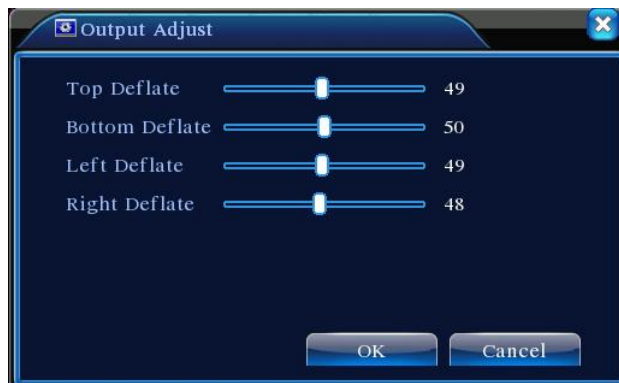 Output Adjust
Top Deflate 49
Bottom Deflate 50
Left Deflate 49
Right Deflate 48
OK Cancel